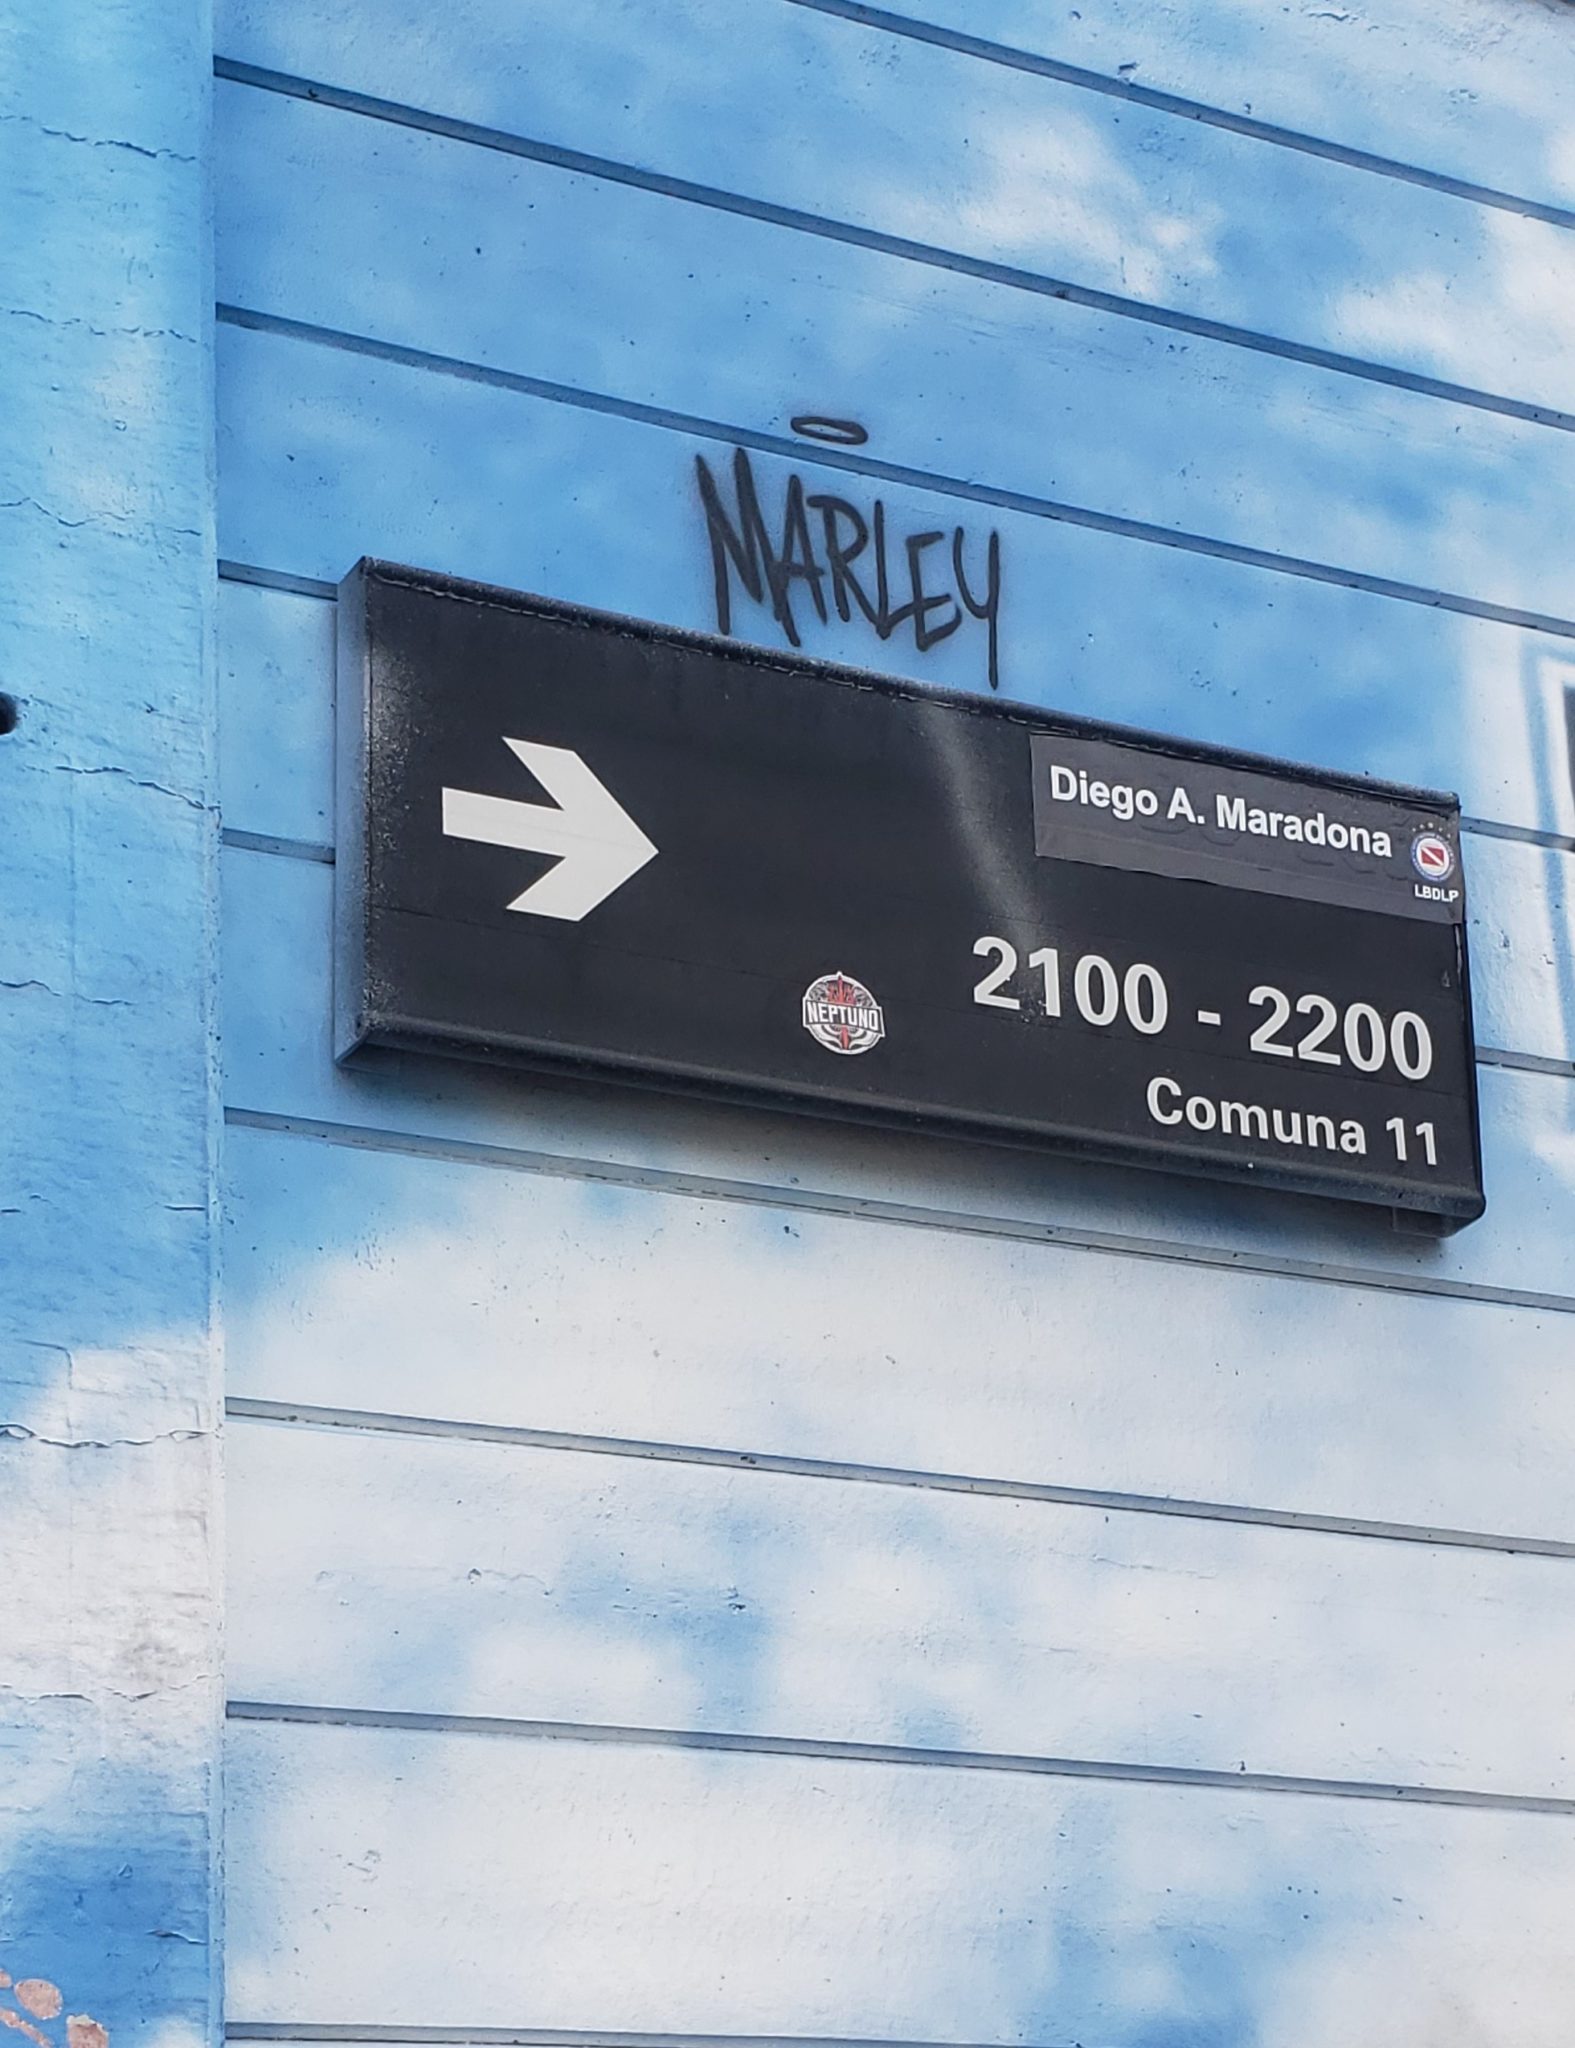 MARLEY
Diego A. Maradona
LBDLP
2100 - 2200
NEPTUNO
Comuna 11